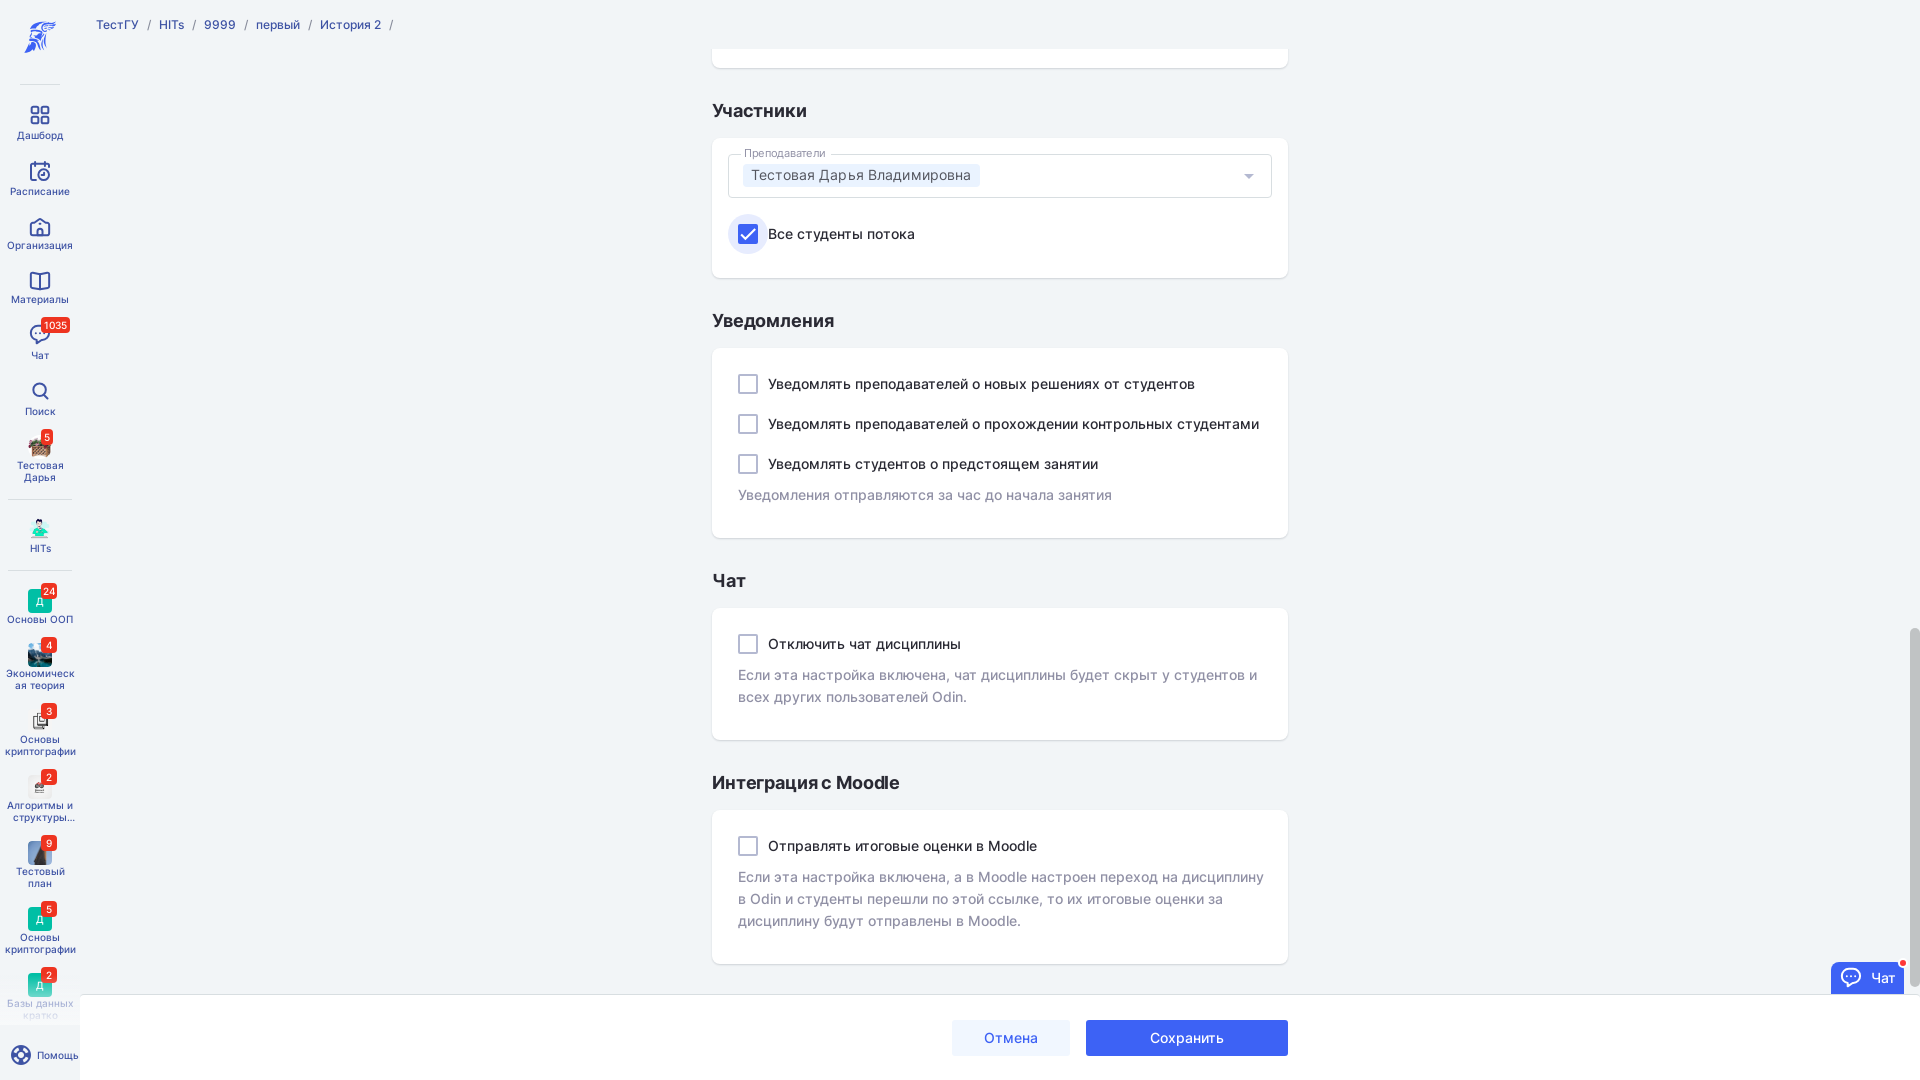 ТестГУ / HITs / 9999 / первый / История 2 /
Дашборд
Расписание
Организация
Материалы
1035
Чат
Поиск
5
Тестовая
Дарья
HITs
24
Д
Основы ООП
4
Экономическ
ая теория
3
Основы
криптографии
2
Алгоритмы и
структуры...
9
Тестовый
план
5
Д
Основы
криптографии
2
Д
Базы данных
кратко
Помощь
Участники
Преподаватели
Тестовая Дарья Владимировна
Все студенты потока
Уведомления
Уведомлять преподавателей о новых решениях от студентов
Уведомлять преподавателей о прохождении контрольных студентами
Уведомлять студентов о предстоящем занятии
Уведомления отправляются за час до начала занятия
Чат
Отключить чат дисциплины
Если эта настройка включена, чат дисциплины будет скрыт у студентов и
всех других пользователей Odin.
Интеграция с Moodle
Отправлять итоговые оценки в Moodle
Если эта настройка включена, а в Moodle настроен переход на дисциплину
в Odin и студенты перешли по этой ссылке, то их итоговые оценки за
дисциплину будут отправлены в Moodle.
Чат
Отмена
Сохранить